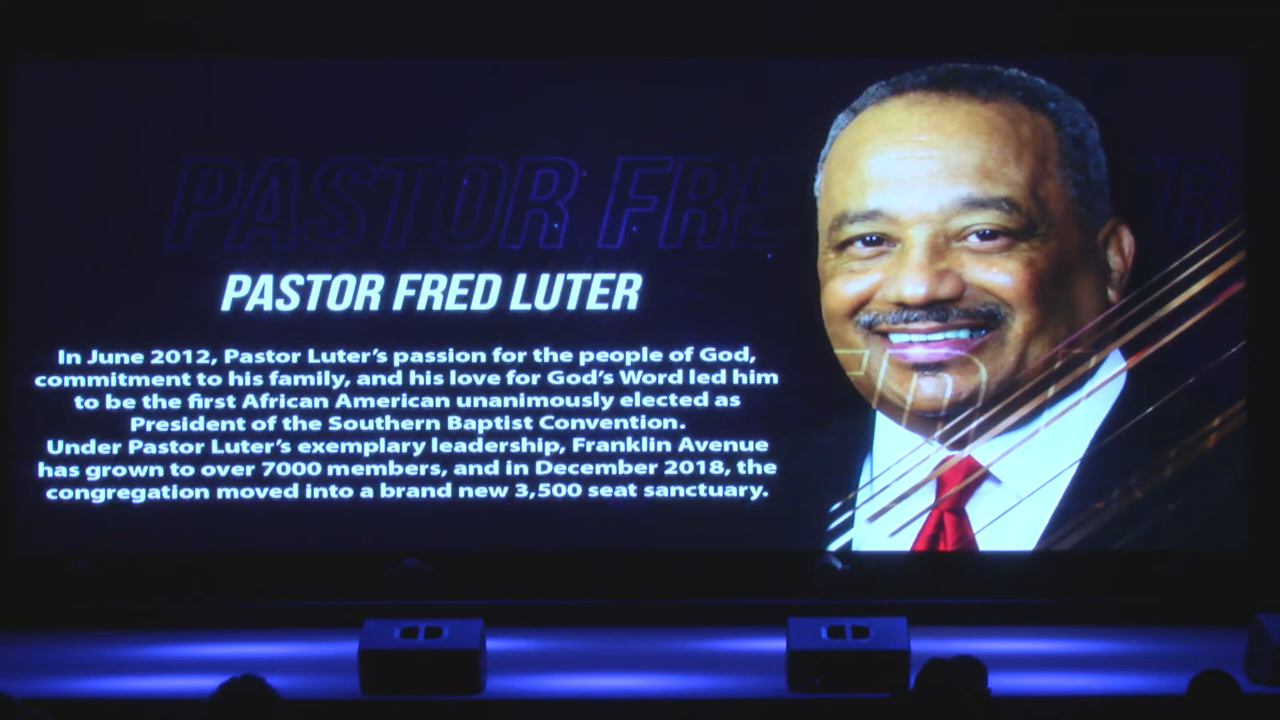 PASTOR FRED
PASTOR FRED LUTER
In June 2012, Pastor Luter's passion for the people of God,
commitment to his family, and his love for God's Word led him
to be the first African American unanimously elected as
President of the Southern Baptist Convention.
Under Pastor Luter's exemplary leadership, Franklin Avenue
has grown to over 7000 members, and in December 2018, the
congregation moved into a brand new 3,500 seat sanctuary.